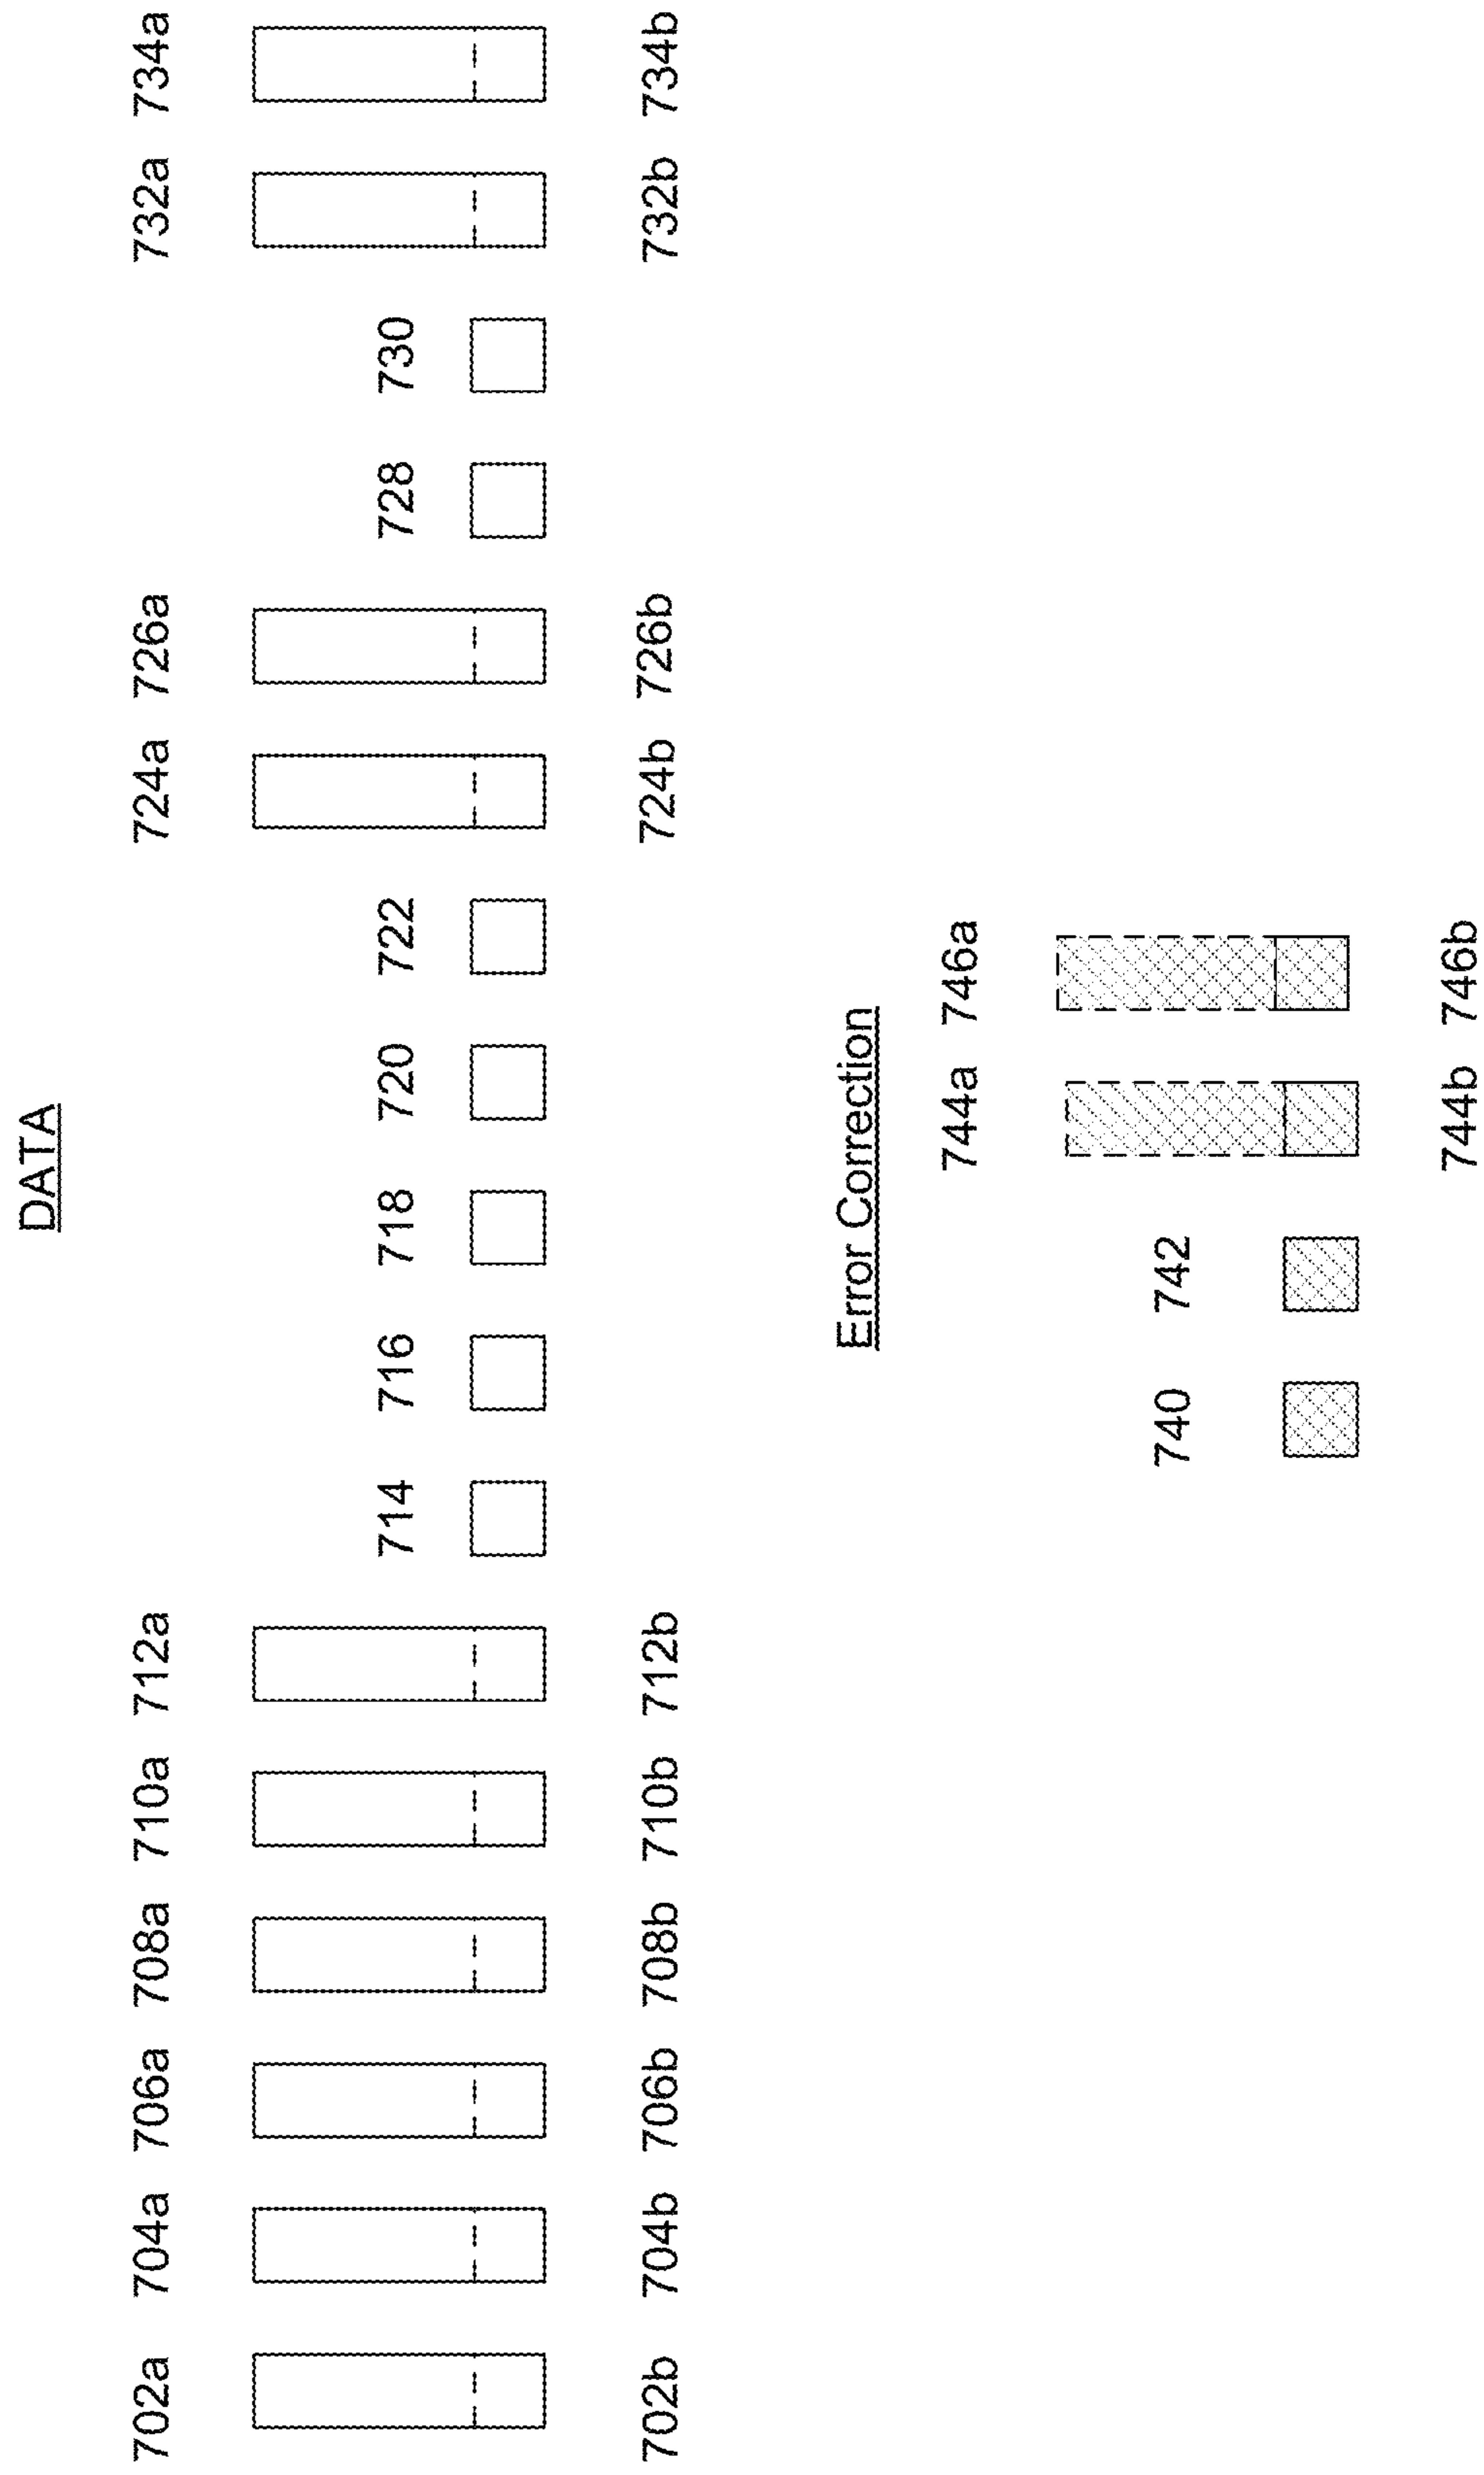 DATA
702a 704a 706a 708a 710a 712a 724a 726a 732a 734a
714 716 718 720 722 728 730
702b 704b 706b 708b 710b 712b 724b 726b 732b 734b
Error Correction
744a 746a
740 742
744b 746b